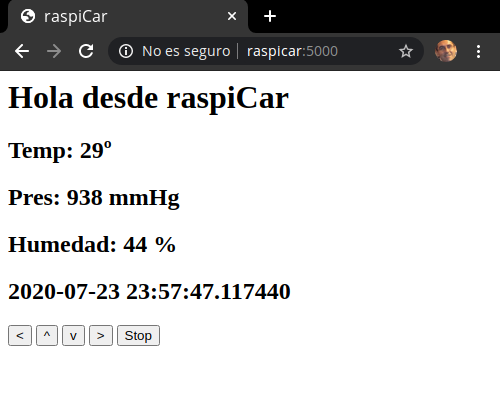 raspiCar
No es seguro raspicar:5000
Hola desde raspiCar
Temp: 29º
Pres: 938 mmHg
Humedad: 44 %
2020-07-23 23:57:47.117440
< ^ v > Stop